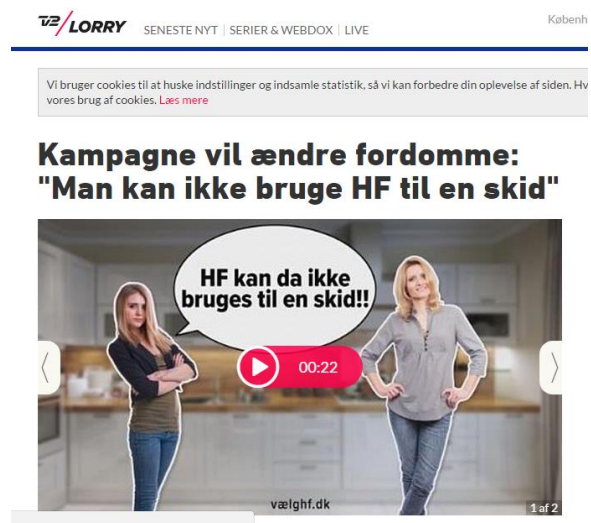 TV2/LORRY SENESTE NYT | SERIER & WEBDOX | LIVE Københ
Vi bruger cookies til at huske indstillinger og indsamle statistik, så vi kan forbedre din oplevelse af siden. Hv
vores brug af cookies. Læs mere
Kampagne vil ændre fordomme:
"Man kan ikke bruge HF til en skid"
HF kan da ikke
bruges til en skid!!
00:22
vælghf.dk
1 af 2